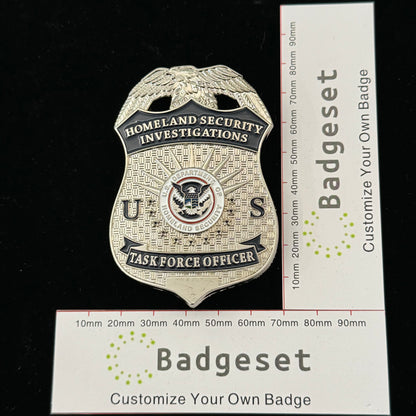 HOMELAND SECURITY
INVESTIGATIONS
U.S. DEPARTMENT OF
HOMELAND SECURITY
U S
TASK FORCE OFFICER
10mm 20mm 30mm 40mm 50mm 60mm 70mm 80mm 90mm
Badgeset
Customize Your Own Badge
10mm 20mm 30mm 40mm 50mm 60mm 70mm 80mm 90mm
Badgeset
Customize Your Own Badge